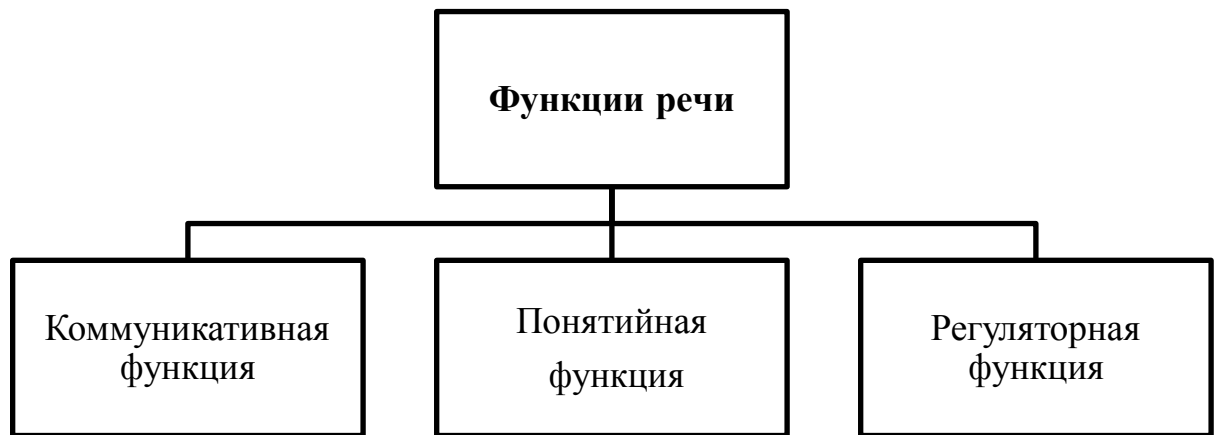 Функции речи
Коммуникативная
функция
Понятийная
функция
Регуляторная
функция